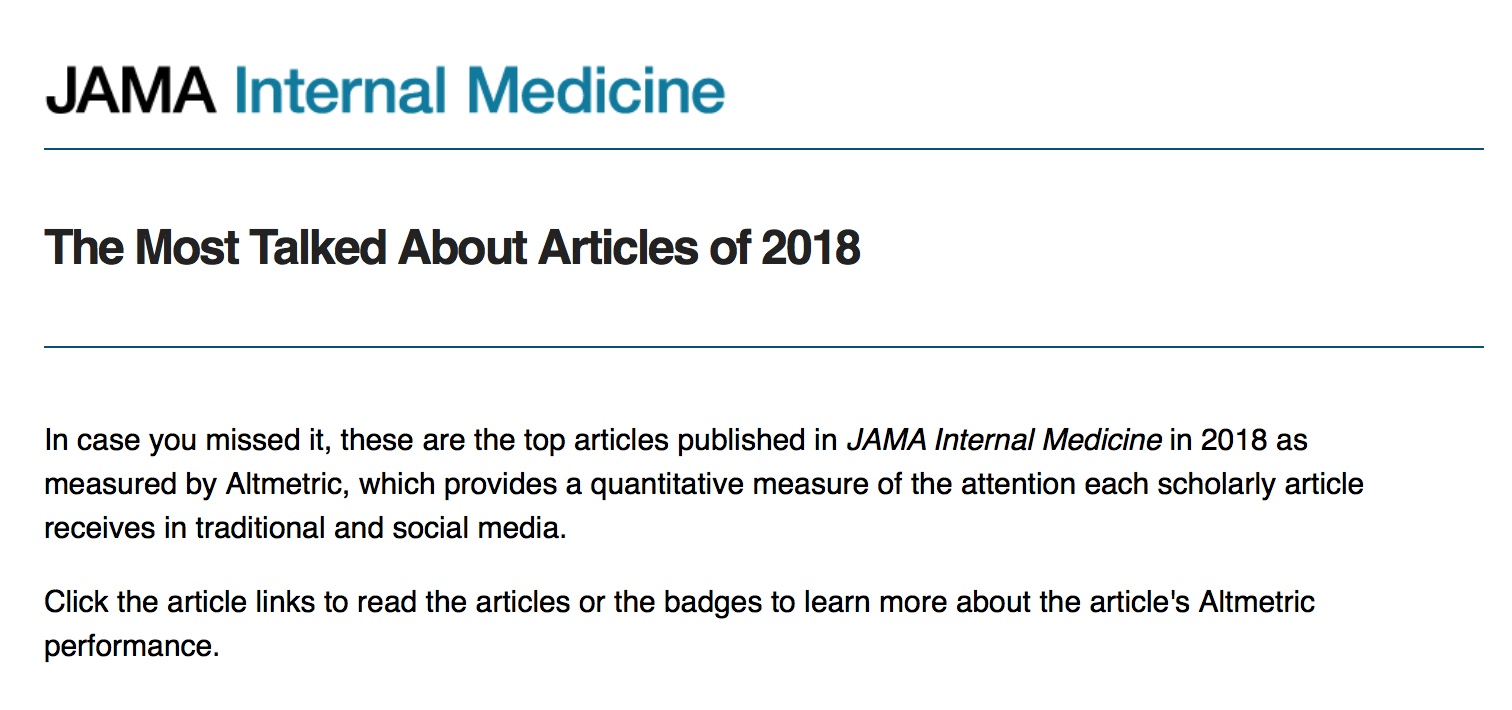 JAMA Internal Medicine
The Most Talked About Articles of 2018
In case you missed it, these are the top articles published in JAMA Internal Medicine in 2018 as
measured by Altmetric, which provides a quantitative measure of the attention each scholarly article
receives in traditional and social media.
Click the article links to read the articles or the badges to learn more about the article's Altmetric
performance.